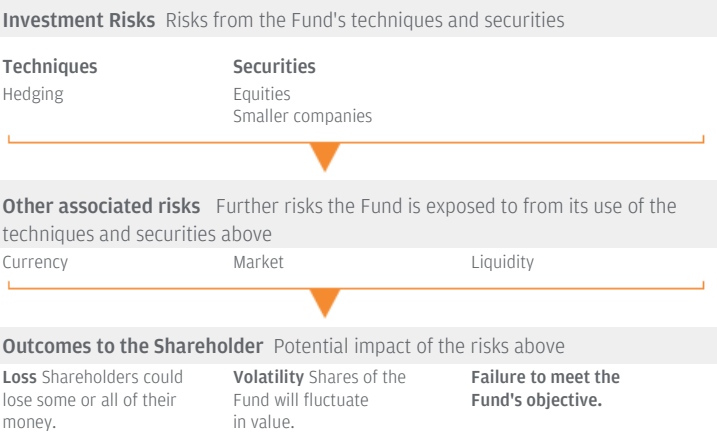 Investment Risks Risks from the Fund's techniques and securities
Techniques Securities
Hedging Equities
Smaller companies
Other associated risks Further risks the Fund is exposed to from its use of the
techniques and securities above
Currency Market Liquidity
Outcomes to the Shareholder Potential impact of the risks above
Loss Shareholders could
lose some or all of their
money.
Volatility Shares of the
Fund will fluctuate
in value.
Failure to meet the
Fund's objective.